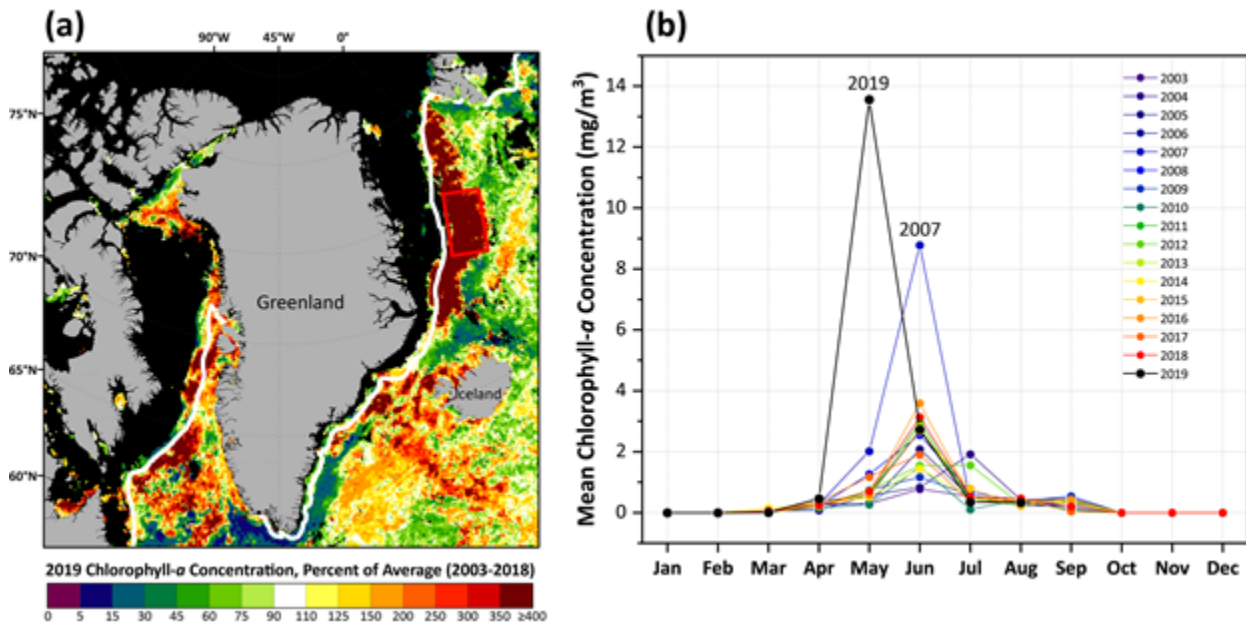 (a)
90°W 45°W 0°
75°N
70°N
65°N
60°N
Greenland
Iceland
2019 Chlorophyll-a Concentration, Percent of Average (2003-2018)
0 5 15 30 45 60 75 90 110 125 150 200 250 300 350 ≥400
(b)
Mean Chlorophyll-a Concentration (mg/m³)
14
12
10
8
6
4
2
0
2019
2007
2003
2004
2005
2006
2007
2008
2009
2010
2011
2012
2013
2014
2015
2016
2017
2018
2019
Jan Feb Mar Apr May Jun Jul Aug Sep Oct Nov Dec